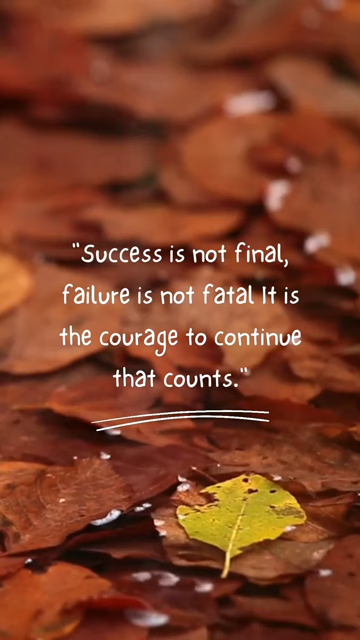 "Success is not final,
failure is not fatal It is
the courage to continue
that counts."